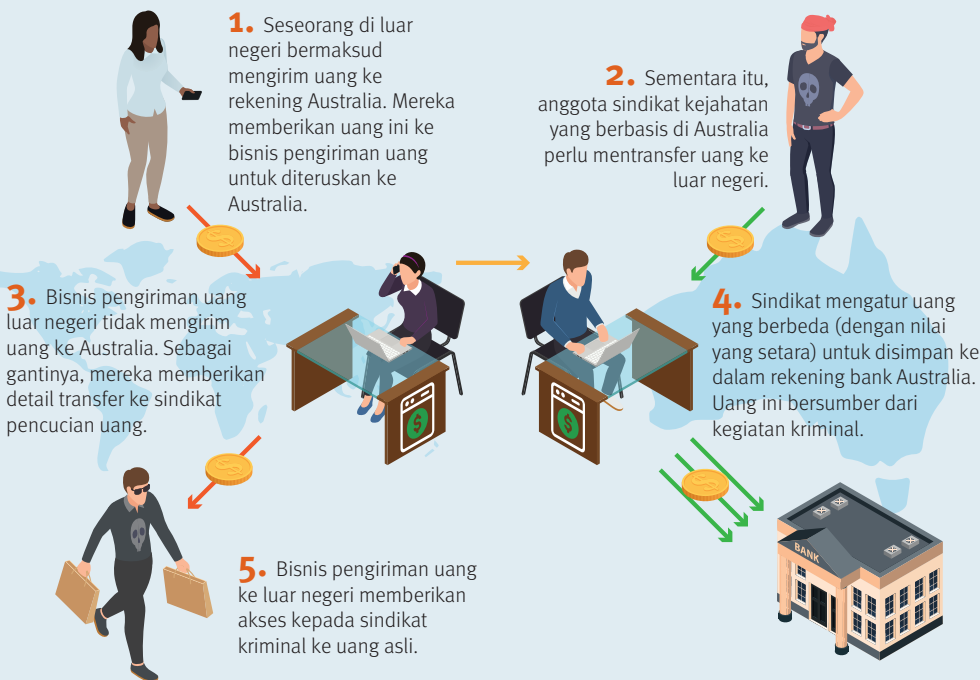 1. Seseorang di luar
negeri bermaksud
mengirim uang ke
rekening Australia. Mereka
memberikan uang ini ke
bisnis pengiriman uang
untuk diteruskan ke
Australia.
2. Sementara itu,
anggota sindikat kejahatan
yang berbasis di Australia
perlu mentransfer uang ke
luar negeri.
3. Bisnis pengiriman uang
luar negeri tidak mengirim
uang ke Australia. Sebagai
gantinya, mereka memberikan
detail transfer ke sindikat
pencucian uang.
4. Sindikat mengatur uang
yang berbeda (dengan nilai
yang setara) untuk disimpan ke
dalam rekening bank Australia.
Uang ini bersumber dari
kegiatan kriminal.
$
$
$
$
$
$
BANK
5. Bisnis pengiriman uang
ke luar negeri memberikan
akses kepada sindikat
kriminal ke uang asli.